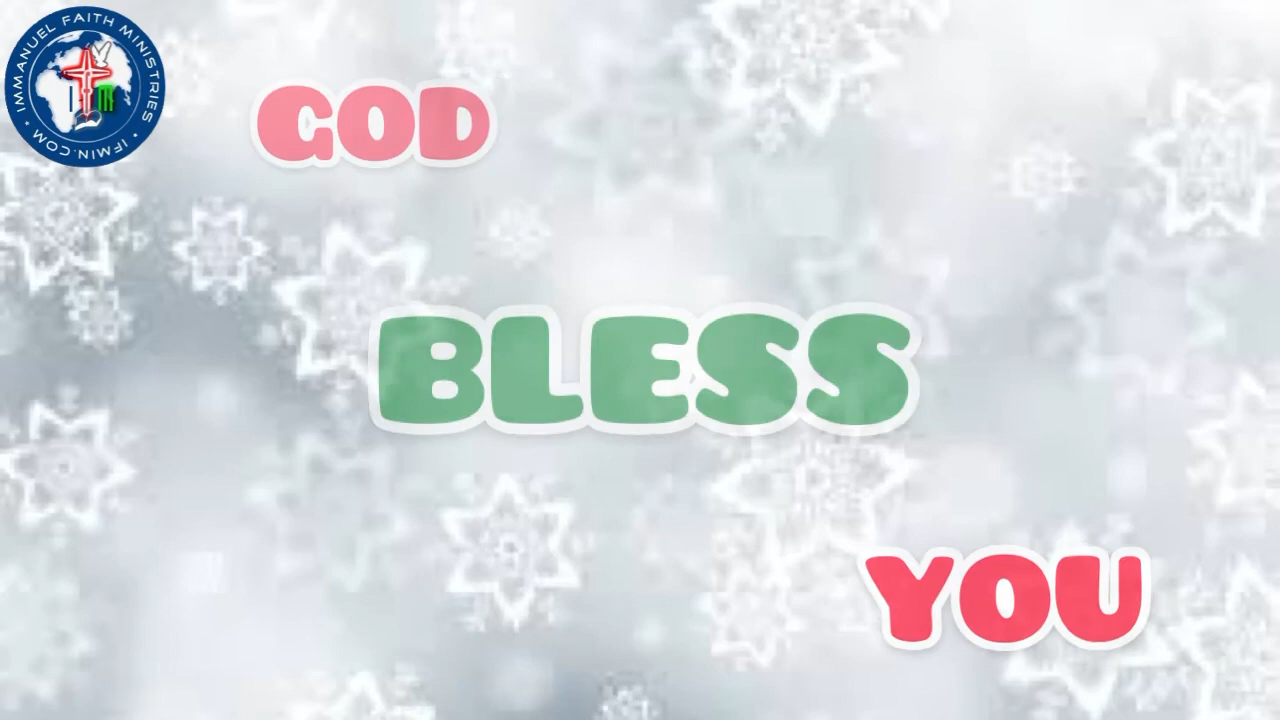 IMMANUEL FAITH MINISTRIES
• IFMIN.COM •
GOD
BLESS
YOU